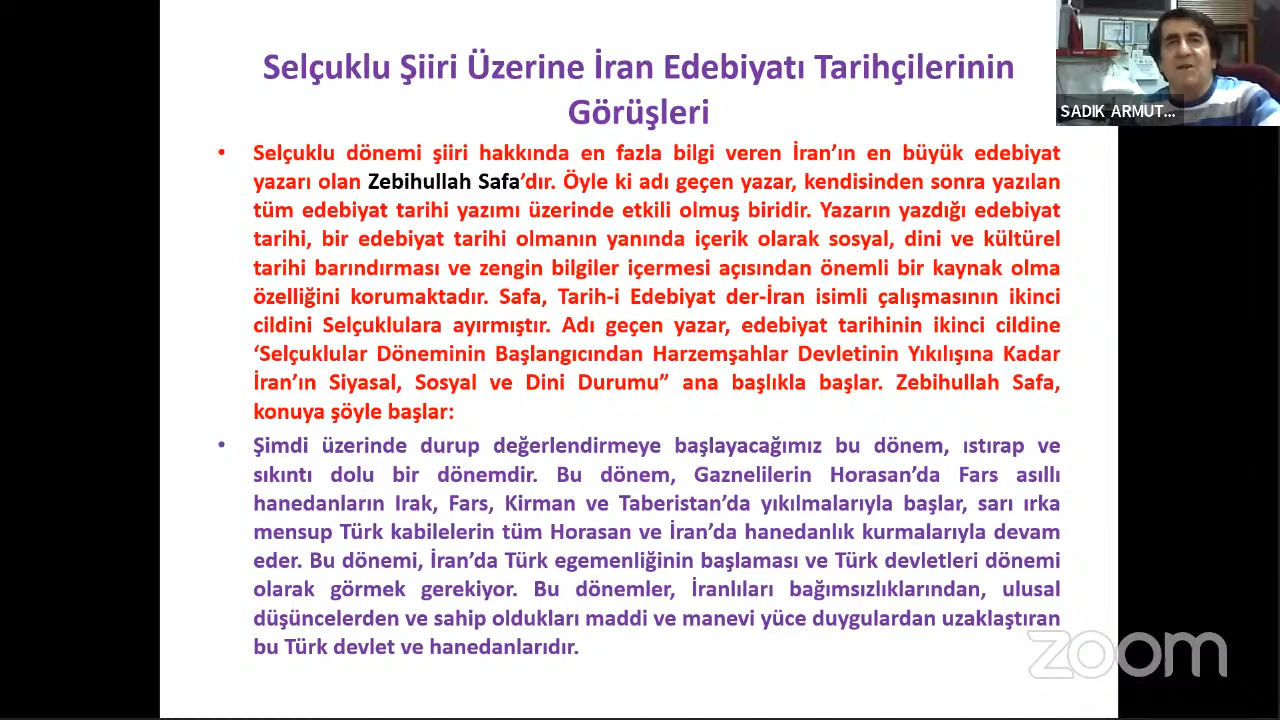 Selçuklu Şiiri Üzerine İran Edebiyatı Tarihçilerinin
Görüşleri
SADIK ARMUT...
• Selçuklu dönemi şiiri hakkında en fazla bilgi veren İran’ın en büyük edebiyat
yazarı olan Zebihullah Safa’dır. Öyle ki adı geçen yazar, kendisinden sonra yazılan
tüm edebiyat tarihi yazımı üzerinde etkili olmuş biridir. Yazarın yazdığı edebiyat
tarihi, bir edebiyat tarihi olmanın yanında içerik olarak sosyal, dini ve kültürel
tarihi barındırması ve zengin bilgiler içermesi açısından önemli bir kaynak olma
özelliğini korumaktadır. Safa, Tarih-i Edebiyat der-İran isimli çalışmasının ikinci
cildini Selçuklulara ayırmıştır. Adı geçen yazar, edebiyat tarihinin ikinci cildine
‘Selçuklular Döneminin Başlangıcından Harzemşahlar Devletinin Yıkılışına Kadar
İran’ın Siyasal, Sosyal ve Dini Durumu” ana başlıkla başlar. Zebihullah Safa,
konuya şöyle başlar:
• Şimdi üzerinde durup değerlendirmeye başlayacağımız bu dönem, ıstırap ve
sıkıntı dolu bir dönemdir. Bu dönem, Gaznelilerin Horasan’da Fars asıllı
hanedanların Irak, Fars, Kirman ve Taberistan’da yıkılmalarıyla başlar, sarı ırka
mensup Türk kabilelerin tüm Horasan ve İran’da hanedanlık kurmalarıyla devam
eder. Bu dönemi, İran’da Türk egemenliğinin başlaması ve Türk devletleri dönemi
olarak görmek gerekiyor. Bu dönemler, İranlıları bağımsızlıklarından, ulusal
düşüncelerden ve sahip oldukları maddi ve manevi yüce duygulardan uzaklaştıran
bu Türk devlet ve hanedanlarıdır.
zoom